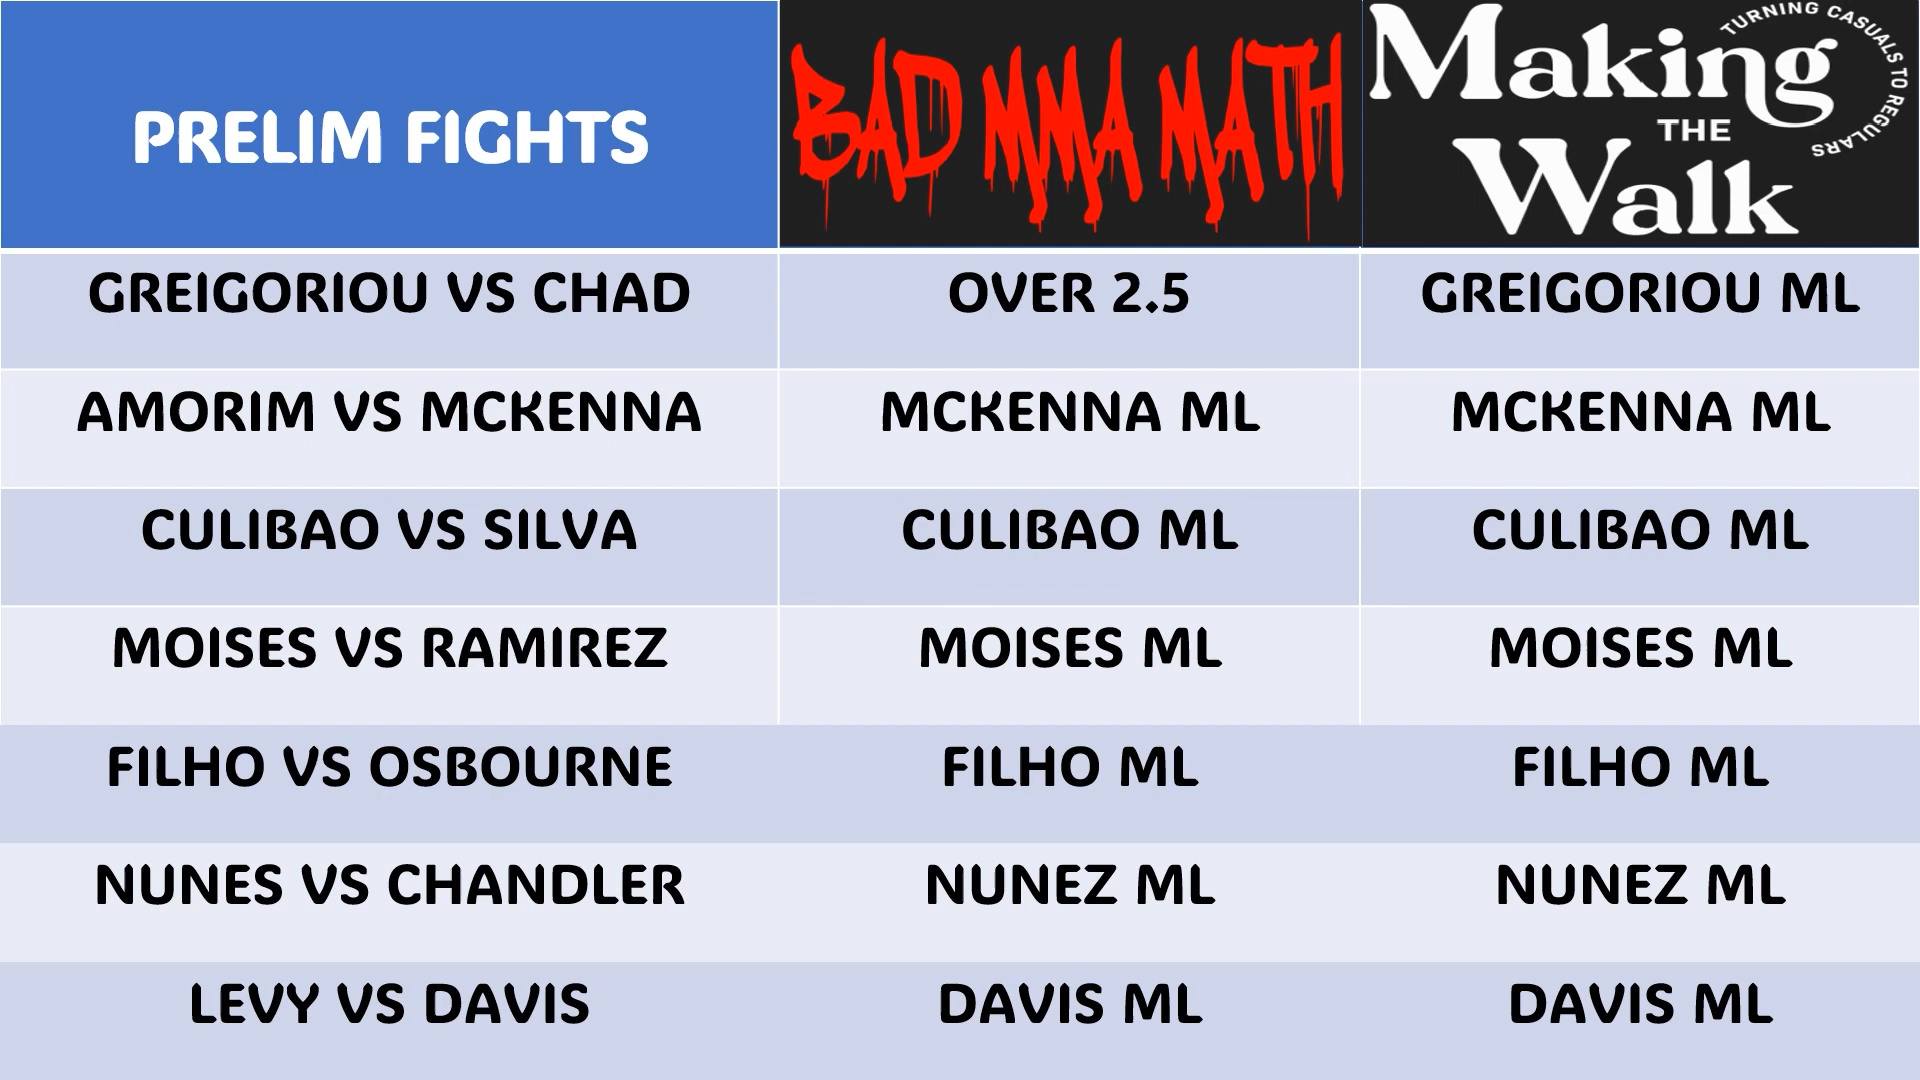 PRELIM FIGHTS
BAD MMA MATH
Making
THE
Walk
TURNING CASUALS TO REGULARS
GREIGORIOU VS CHAD
OVER 2.5
GREIGORIOU ML
AMORIM VS MCKENNA
MCKENNA ML
MCKENNA ML
CULIBAO VS SILVA
CULIBAO ML
CULIBAO ML
MOISES VS RAMIREZ
MOISES ML
MOISES ML
FILHO VS OSBOURNE
FILHO ML
FILHO ML
NUNES VS CHANDLER
NUNEZ ML
NUNEZ ML
LEVY VS DAVIS
DAVIS ML
DAVIS ML